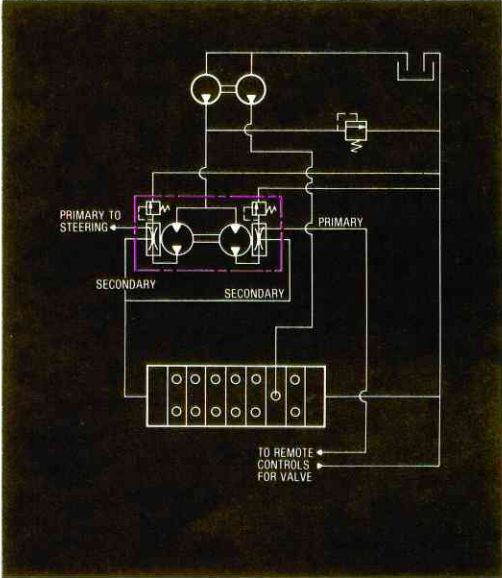 PRIMARY TO
STEERING
PRIMARY
SECONDARY
SECONDARY
TO REMOTE
CONTROLS
FOR VALVE